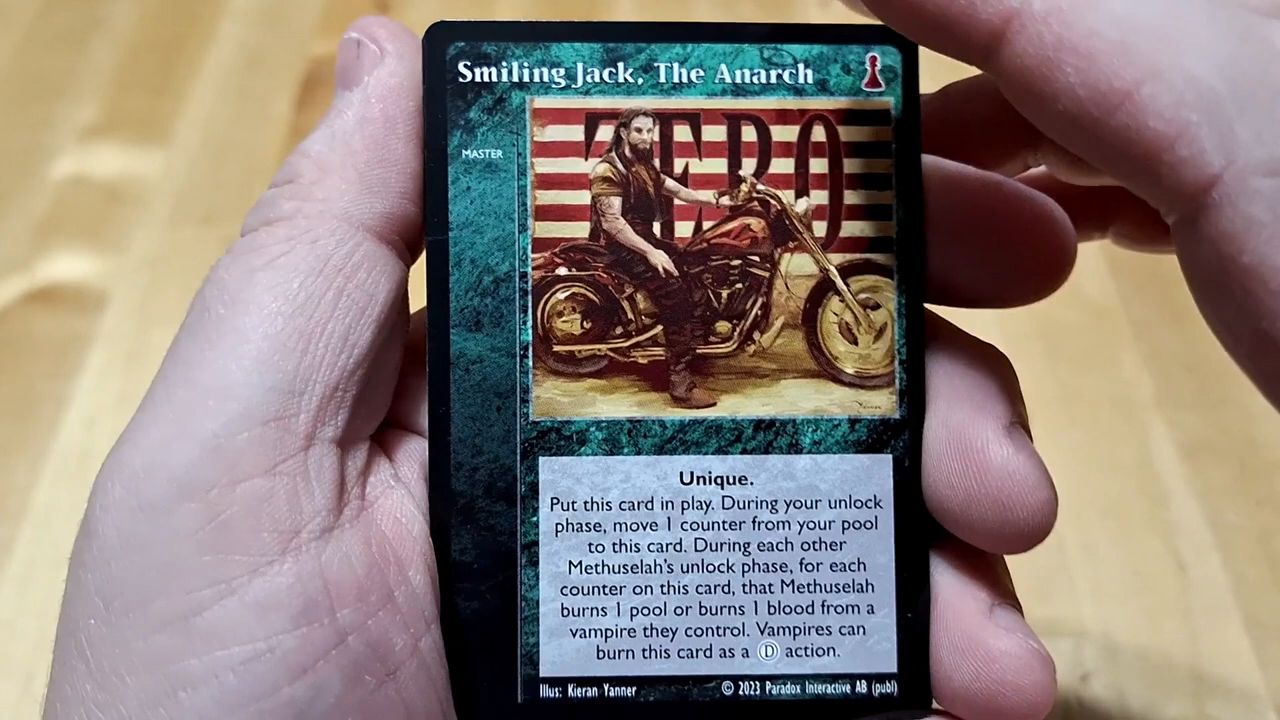 Smiling Jack, The Anarch
MASTER
ZERO
Unique.
Put this card in play. During your unlock
phase, move 1 counter from your pool
to this card. During each other
Methuselah's unlock phase, for each
counter on this card, that Methuselah
burns 1 pool or burns 1 blood from a
vampire they control. Vampires can
burn this card as a Ⓓ action.
Illus: Kieran Yanner
© 2023 Paradox Interactive AB (publ)